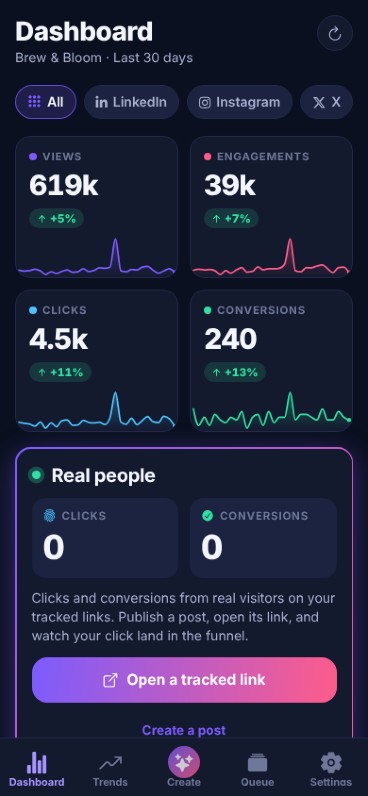 Dashboard
Brew & Bloom · Last 30 days
All
LinkedIn
Instagram
X
VIEWS
619k
↑ +5%
ENGAGEMENTS
39k
↑ +7%
CLICKS
4.5k
↑ +11%
CONVERSIONS
240
↑ +13%
Real people
CLICKS
0
CONVERSIONS
0
Clicks and conversions from real visitors on your
tracked links. Publish a post, open its link, and
watch your click land in the funnel.
Open a tracked link
Create a post
Dashboard
Trends
Create
Queue
Settings